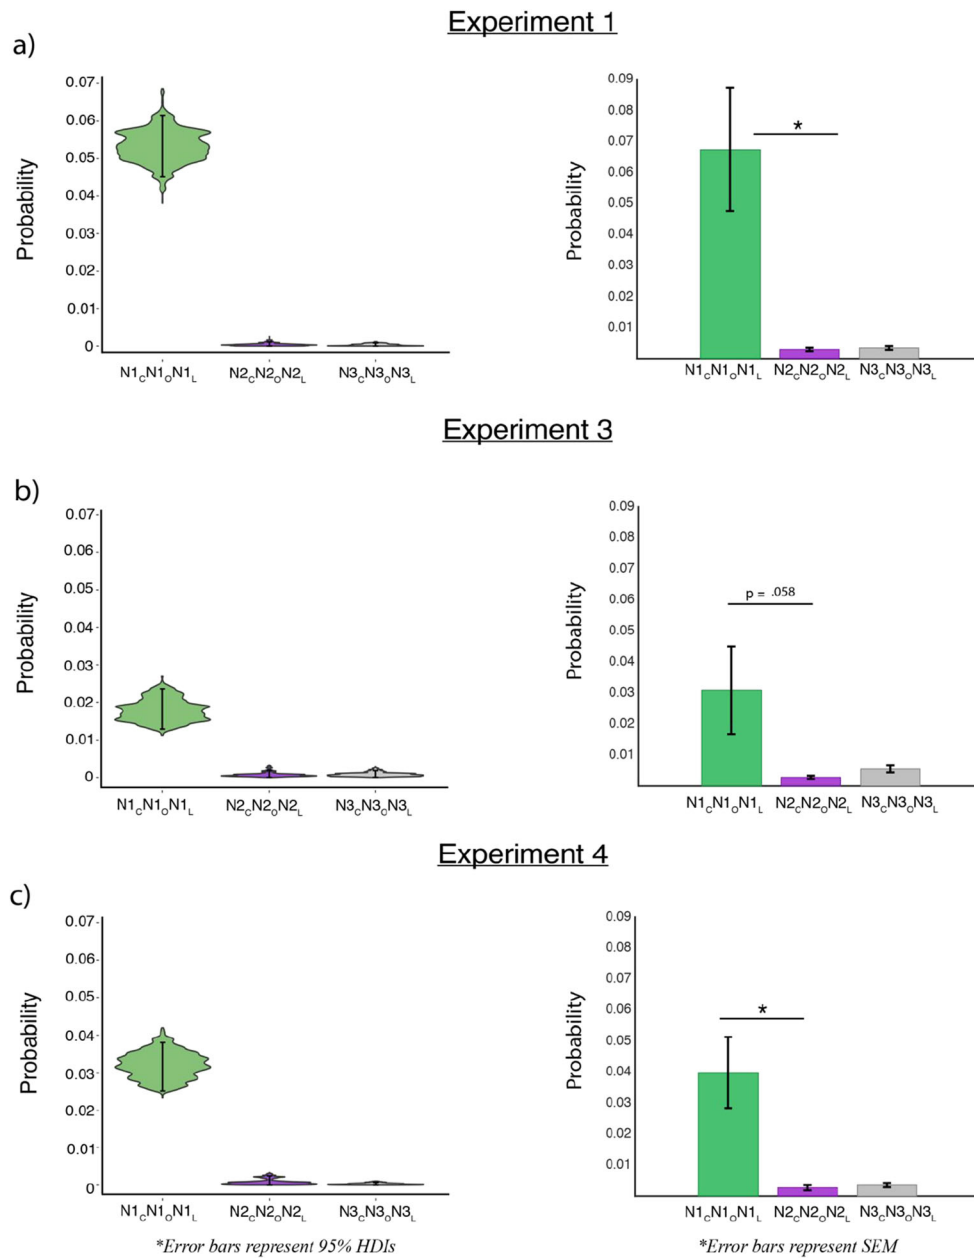 Experiment 1
a)
0.07
0.06
0.05
0.04
0.03
0.02
0.01
0
Probability
N1CN1ON1L
N2CN2ON2L
N3CN3ON3L
0.09
0.08
0.07
0.06
0.05
0.04
0.03
0.02
0.01
Probability
*
N1CN1ON1L
N2CN2ON2L
N3CN3ON3L
Experiment 3
b)
0.07
0.06
0.05
0.04
0.03
0.02
0.01
0
Probability
N1CN1ON1L
N2CN2ON2L
N3CN3ON3L
0.09
0.08
0.07
0.06
0.05
0.04
0.03
0.02
0.01
Probability
p = .058
N1CN1ON1L
N2CN2ON2L
N3CN3ON3L
Experiment 4
c)
0.07
0.06
0.05
0.04
0.03
0.02
0.01
0
Probability
N1CN1ON1L
N2CN2ON2L
N3CN3ON3L
*Error bars represent 95% HDIs
0.09
0.08
0.07
0.06
0.05
0.04
0.03
0.02
0.01
Probability
*
N1CN1ON1L
N2CN2ON2L
N3CN3ON3L
*Error bars represent SEM